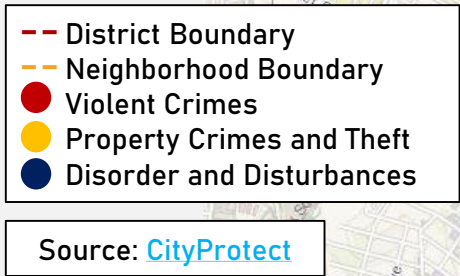 District Boundary
Neighborhood Boundary
Violent Crimes
Property Crimes and Theft
Disorder and Disturbances
Source: CityProtect